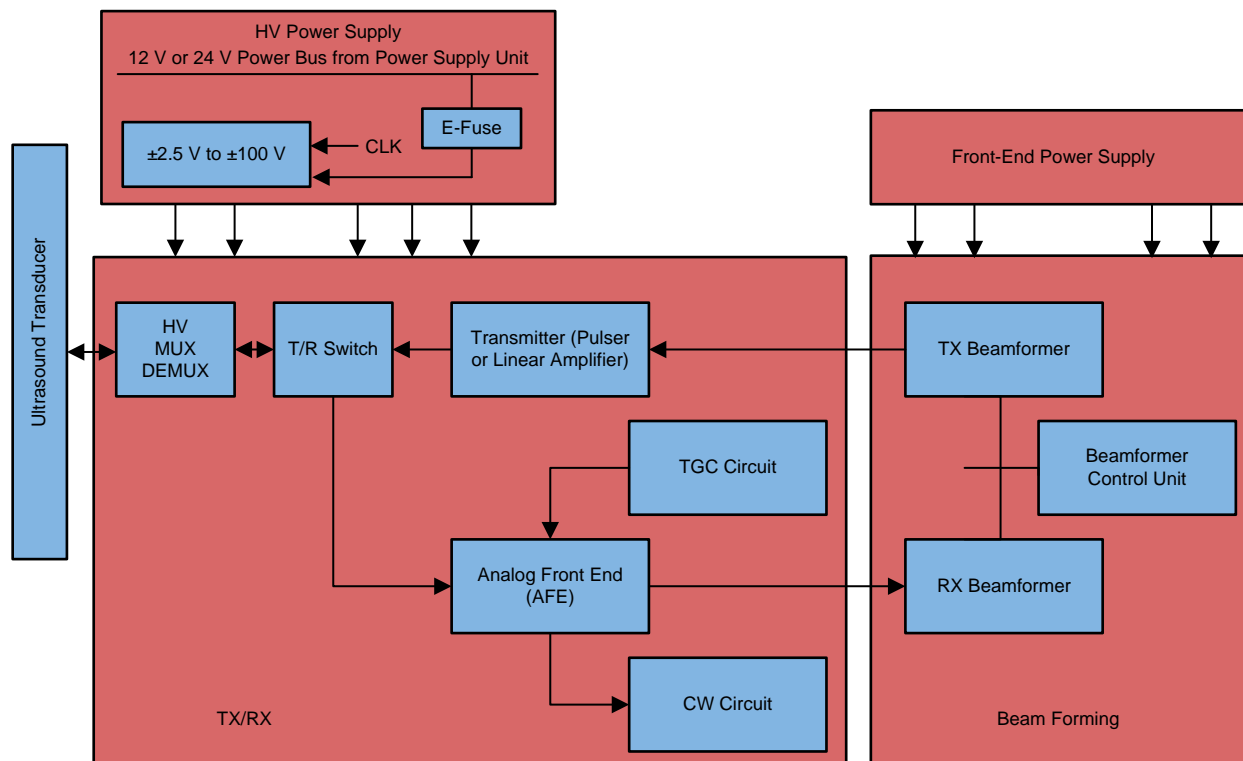 HV Power Supply
12 V or 24 V Power Bus from Power Supply Unit
E-Fuse
±2.5 V to ±100 V
CLK
Front-End Power Supply
Ultrasound Transducer
HV
MUX
DEMUX
T/R Switch
Transmitter (Pulser
or Linear Amplifier)
TX Beamformer
TGC Circuit
Beamformer
Control Unit
Analog Front End
(AFE)
RX Beamformer
CW Circuit
TX/RX
Beam Forming